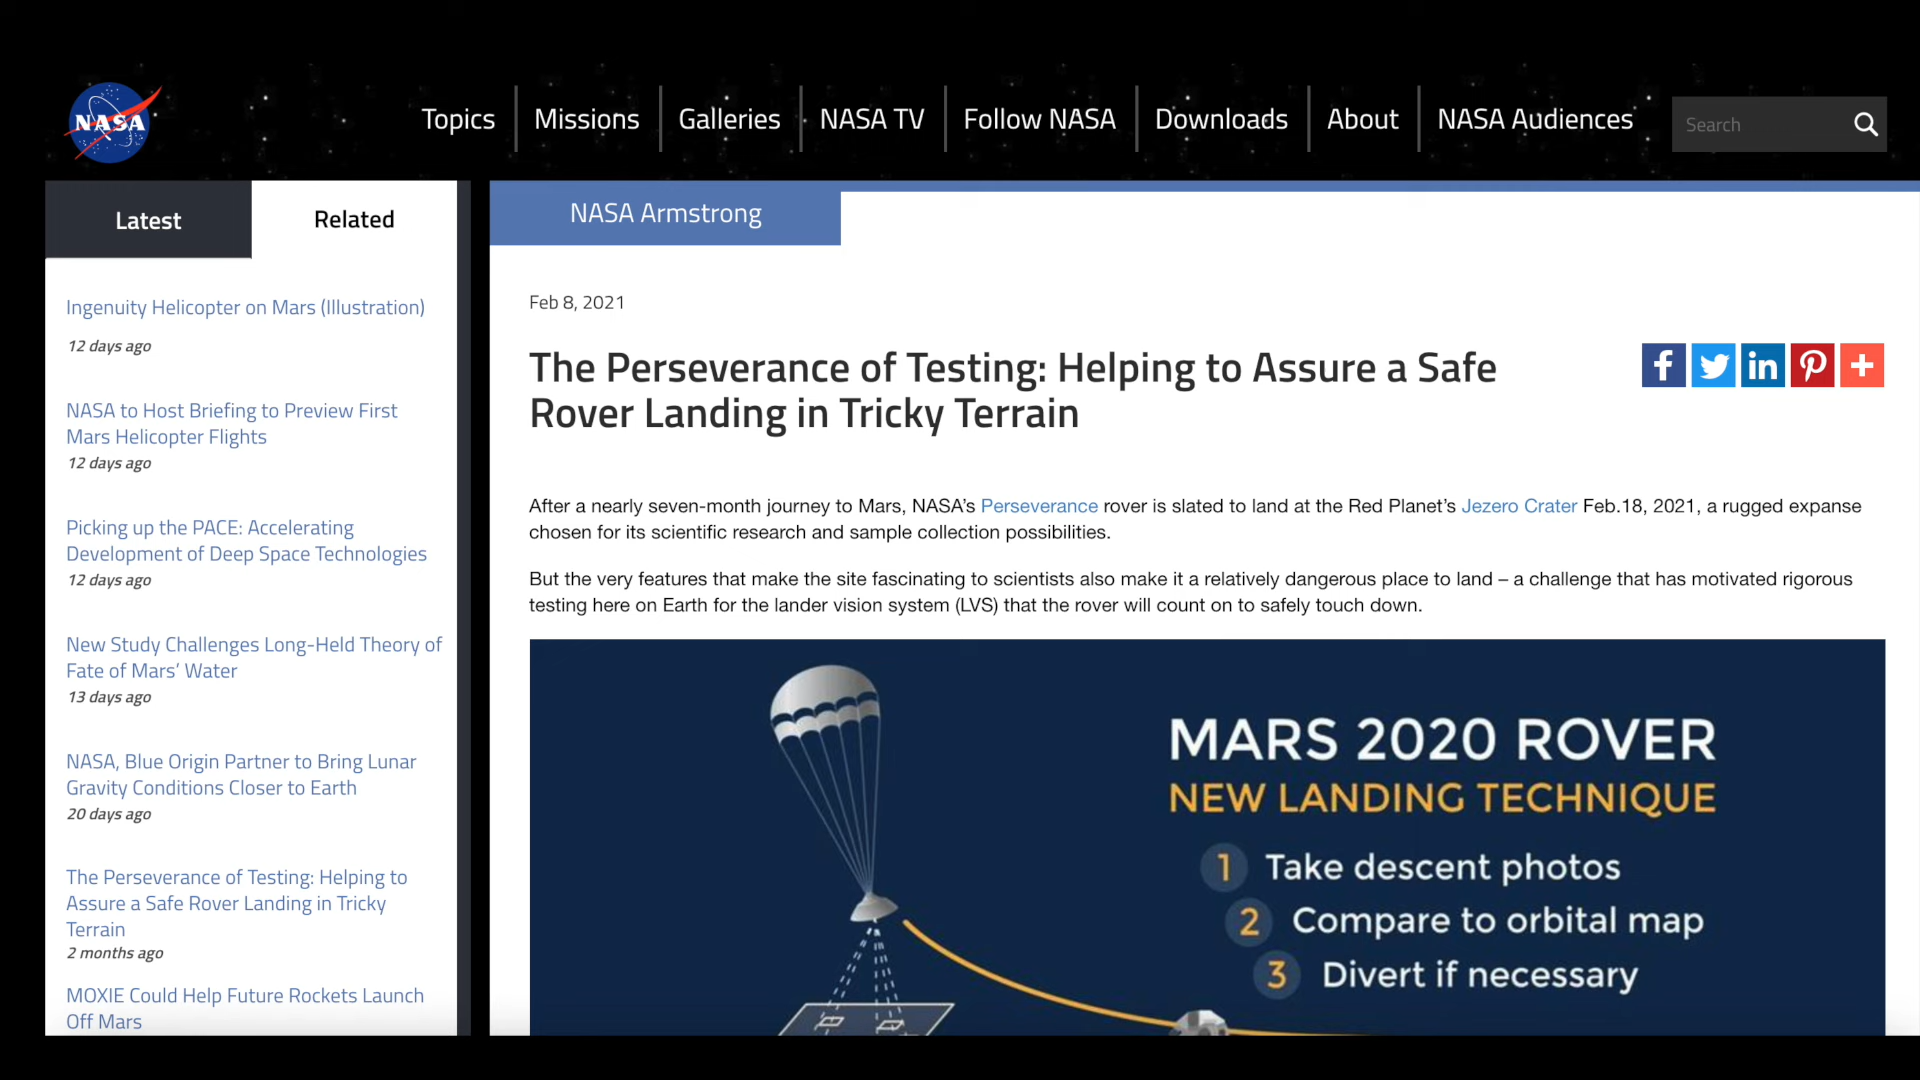 NASA
Topics
Missions
Galleries
NASA TV
Follow NASA
Downloads
About
NASA Audiences
Search
Latest
Related
Ingenuity Helicopter on Mars (Illustration)
12 days ago
NASA to Host Briefing to Preview First
Mars Helicopter Flights
12 days ago
Picking up the PACE: Accelerating
Development of Deep Space Technologies
12 days ago
New Study Challenges Long-Held Theory of
Fate of Mars’ Water
13 days ago
NASA, Blue Origin Partner to Bring Lunar
Gravity Conditions Closer to Earth
20 days ago
The Perseverance of Testing: Helping to
Assure a Safe Rover Landing in Tricky
Terrain
2 months ago
MOXIE Could Help Future Rockets Launch
Off Mars
NASA Armstrong
Feb 8, 2021
The Perseverance of Testing: Helping to Assure a Safe
Rover Landing in Tricky Terrain
After a nearly seven-month journey to Mars, NASA’s Perseverance rover is slated to land at the Red Planet’s Jezero Crater Feb.18, 2021, a rugged expanse
chosen for its scientific research and sample collection possibilities.
But the very features that make the site fascinating to scientists also make it a relatively dangerous place to land – a challenge that has motivated rigorous
testing here on Earth for the lander vision system (LVS) that the rover will count on to safely touch down.
MARS 2020 ROVER
NEW LANDING TECHNIQUE
1 Take descent photos
2 Compare to orbital map
3 Divert if necessary